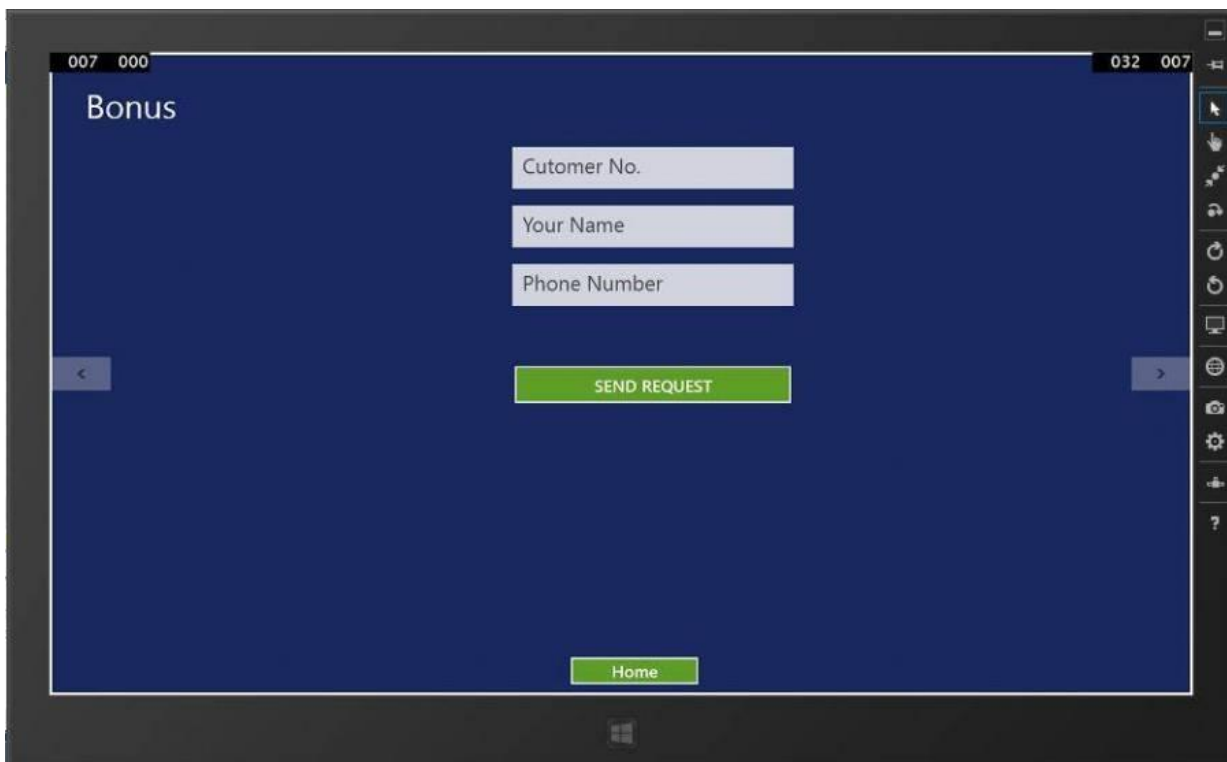 007 000
032 007
Bonus
Cutomer No.
Your Name
Phone Number
<
>
SEND REQUEST
Home
?